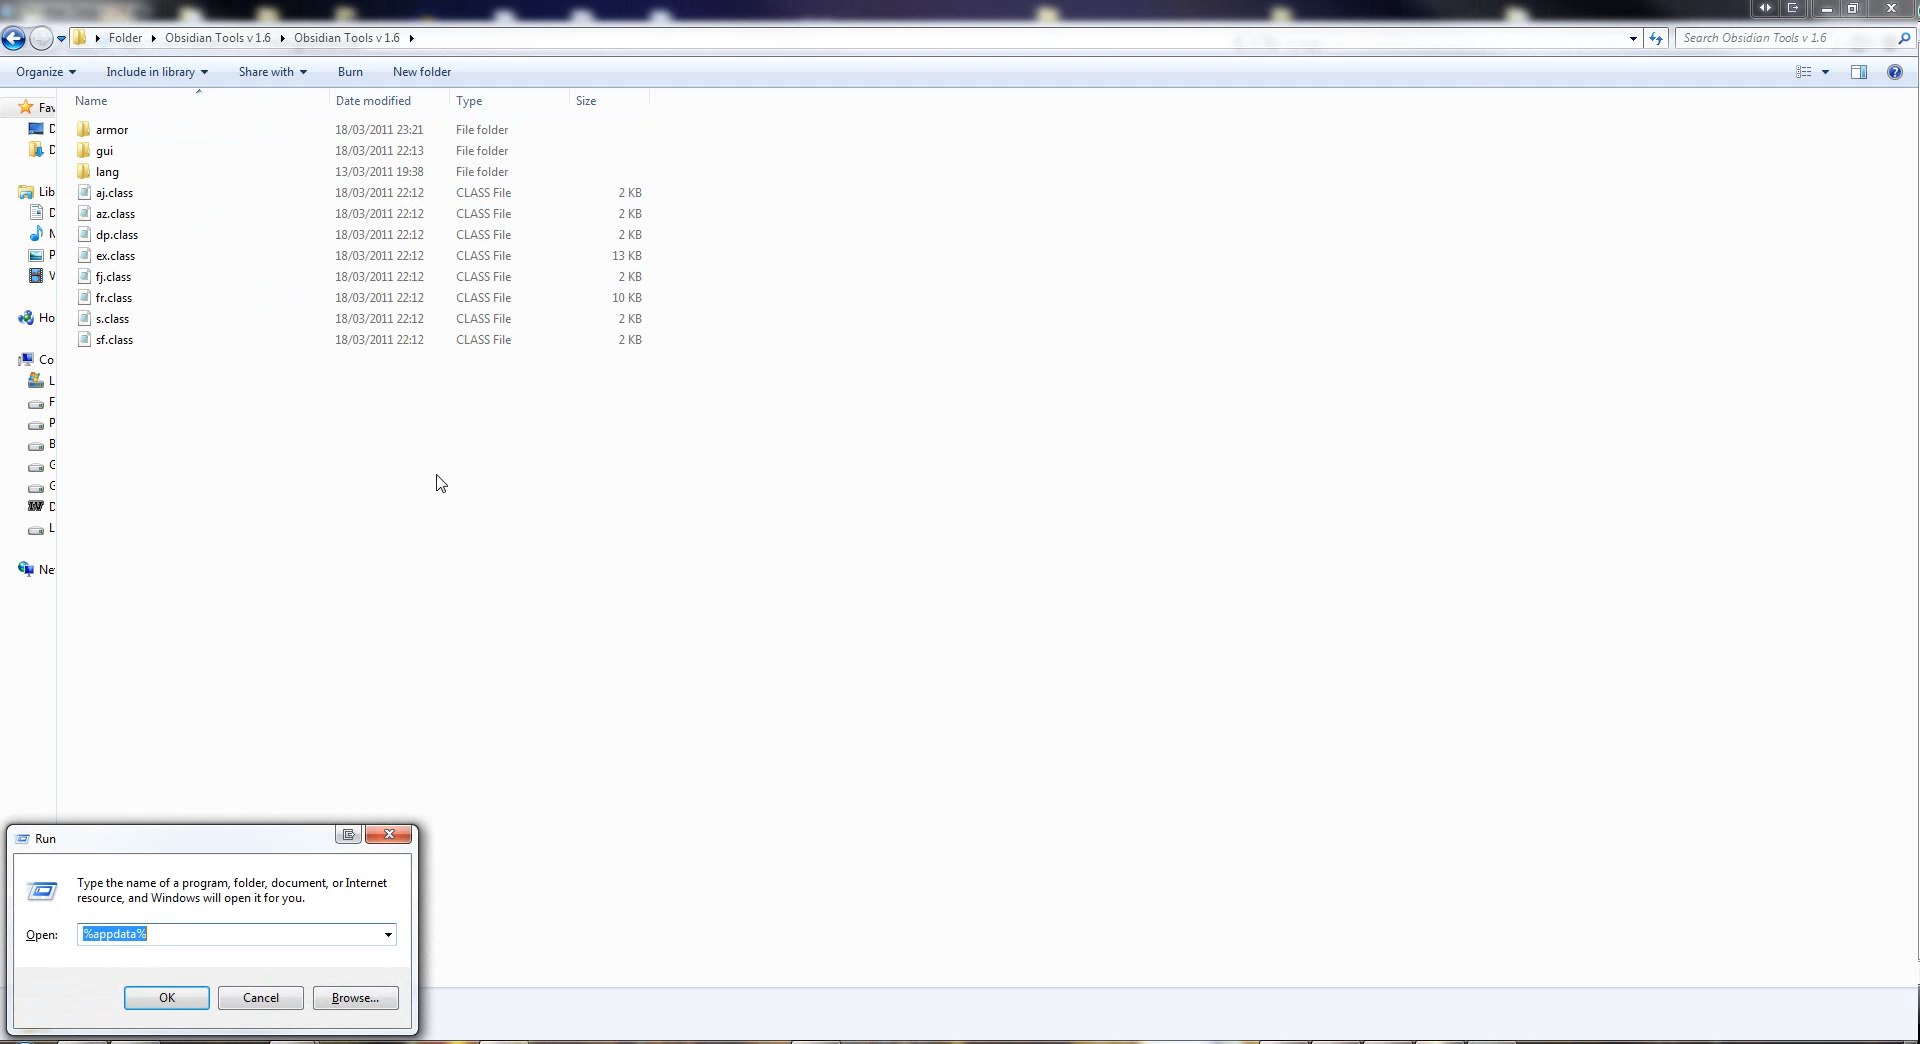 Folder Obsidian Tools v 1.6 Obsidian Tools v 1.6
Search Obsidian Tools v 1.6
Organize Include in library Share with Burn New folder
Name Date modified Type Size
armor 18/03/2011 23:21 File folder
gui 18/03/2011 22:13 File folder
lang 13/03/2011 19:38 File folder
aj.class 18/03/2011 22:12 CLASS File 2 KB
az.class 18/03/2011 22:12 CLASS File 2 KB
dp.class 18/03/2011 22:12 CLASS File 2 KB
ex.class 18/03/2011 22:12 CLASS File 13 KB
fj.class 18/03/2011 22:12 CLASS File 2 KB
fr.class 18/03/2011 22:12 CLASS File 10 KB
s.class 18/03/2011 22:12 CLASS File 2 KB
sf.class 18/03/2011 22:12 CLASS File 2 KB
Fav
Lib
Ho
Co
Ne
Run
Type the name of a program, folder, document, or Internet
resource, and Windows will open it for you.
Open: %appdata%
OK Cancel Browse...